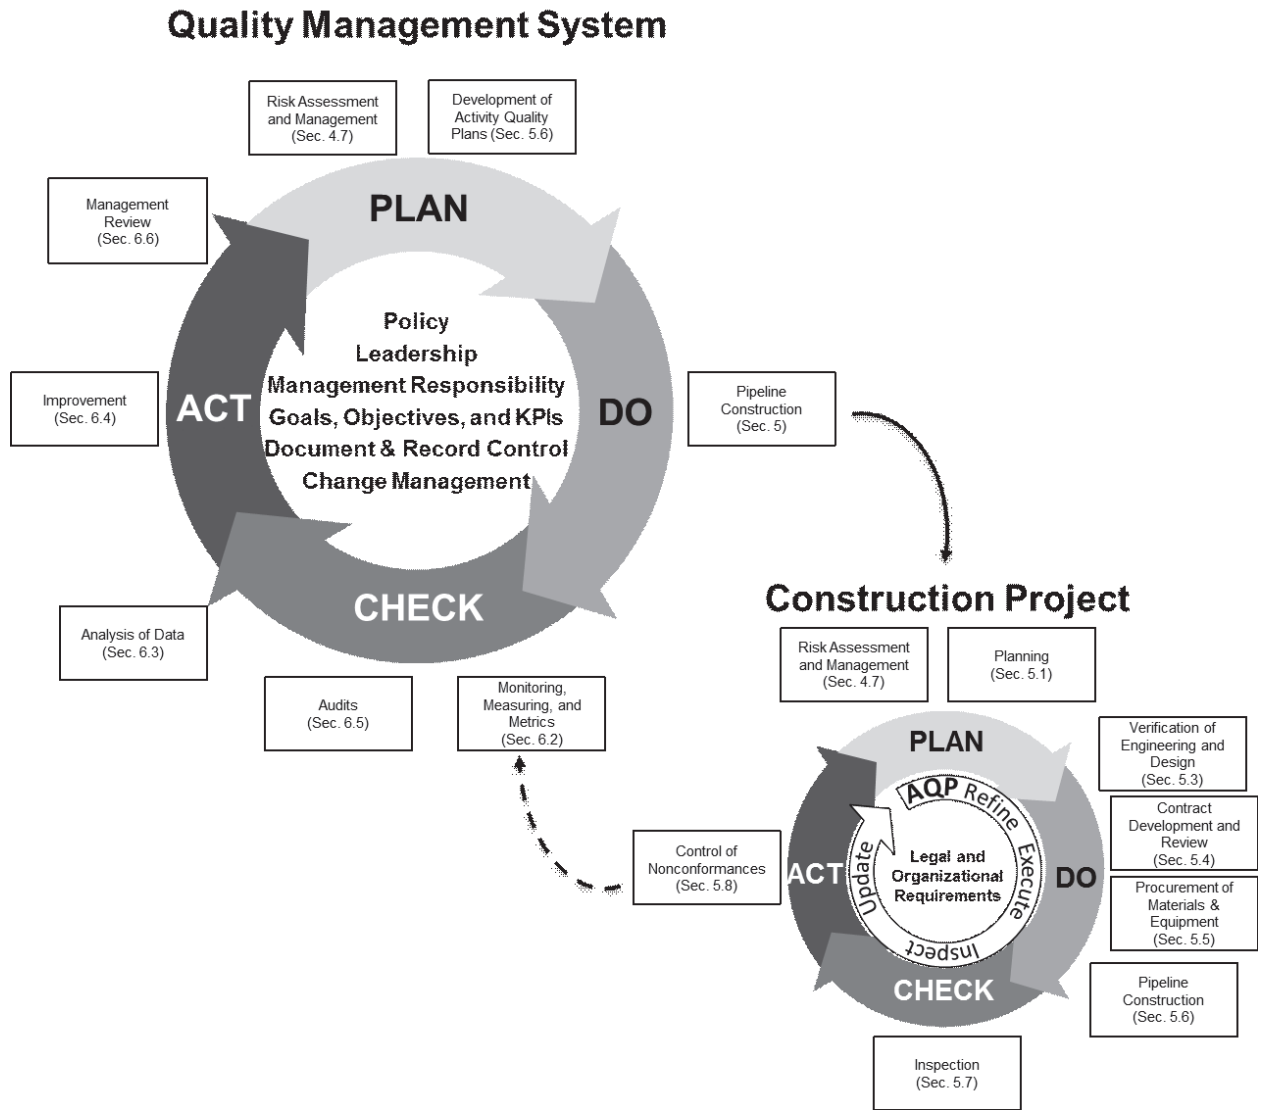 Quality Management System
Risk Assessment
and Management
(Sec. 4.7)
Development of
Activity Quality
Plans (Sec. 5.6)
Management
Review
(Sec. 6.6)
PLAN
Policy
Leadership
Management Responsibility
Goals, Objectives, and KPIs
Document & Record Control
Change Management
Improvement
(Sec. 6.4)
ACT
DO
Pipeline
Construction
(Sec. 5)
CHECK
Analysis of Data
(Sec. 6.3)
Audits
(Sec. 6.5)
Monitoring,
Measuring, and
Metrics
(Sec. 6.2)
Construction Project
Risk Assessment
and Management
(Sec. 4.7)
Planning
(Sec. 5.1)
PLAN
Verification of
Engineering and
Design
(Sec. 5.3)
Contract
Development and
Review
(Sec. 5.4)
Procurement of
Materials &
Equipment
(Sec. 5.5)
Pipeline
Construction
(Sec. 5.6)
AQP Refine
Execute
Inspect
Update
Legal and
Organizational
Requirements
Control of
Nonconformances
(Sec. 5.8)
ACT
DO
CHECK
Inspection
(Sec. 5.7)